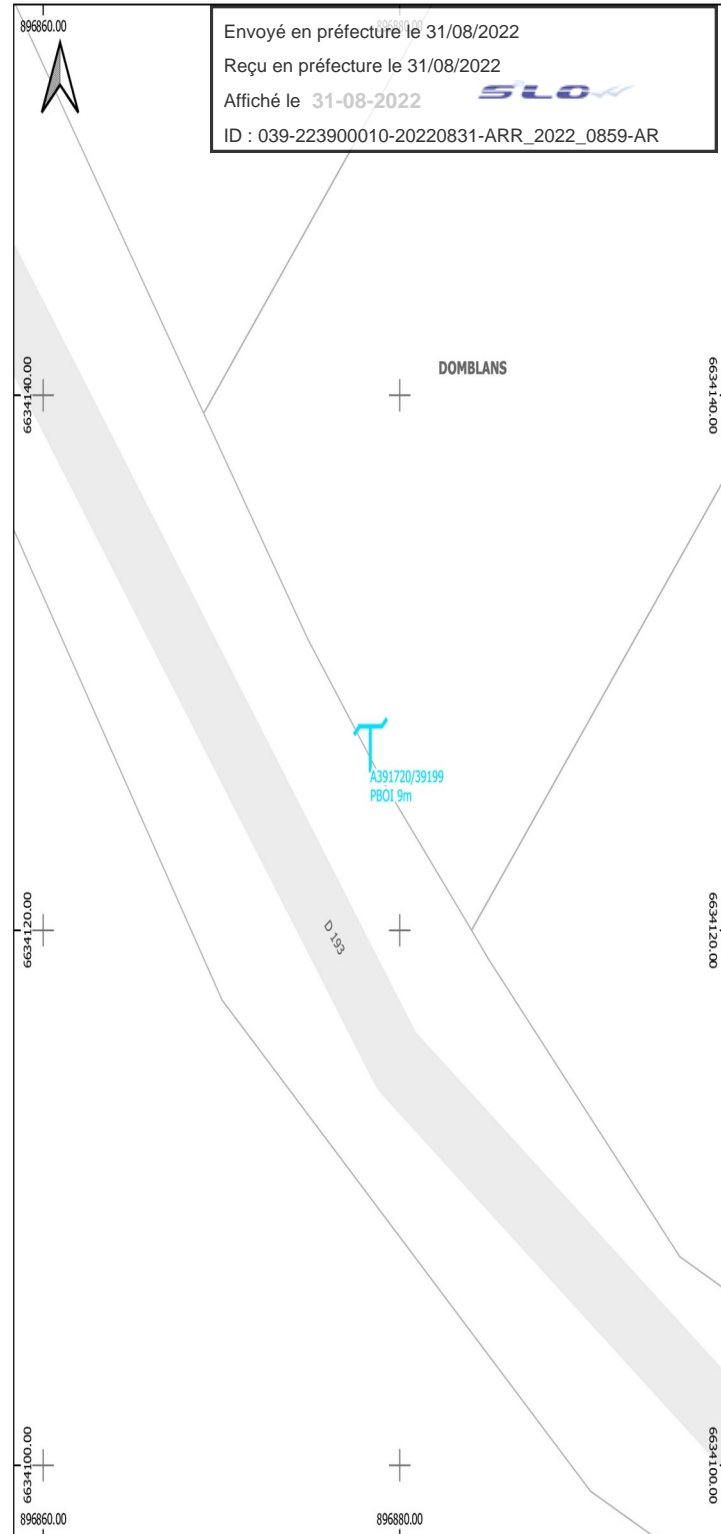 896860.00
896880.00
Envoyé en préfecture le 31/08/2022
Reçu en préfecture le 31/08/2022
Affiché le 31-08-2022
SLOW
ID : 039-223900010-20220831-ARR_2022_0859-AR
6634140.00
DOMBLANS
6634140.00
A391720/39199
PBOI 9m
6634120.00
D 193
6634120.00
6634100.00
6634100.00
896860.00
896880.00